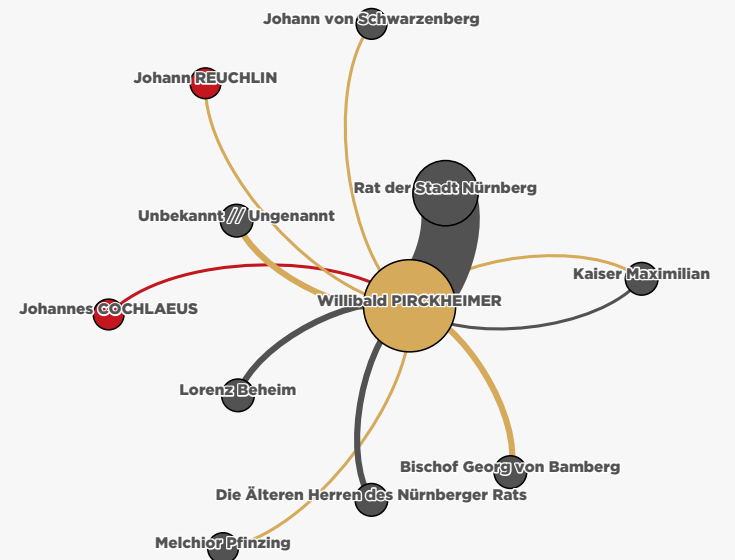 Johann von Schwarzenberg
Johann REUCHLIN
Rat der Stadt Nürnberg
Unbekannt // Ungenannt
Kaiser Maximilian
Willibald PIRCKHEIMER
Johannes COCHLAEUS
Lorenz Beheim
Bischof Georg von Bamberg
Die Älteren Herren des Nürnberger Rats
Melchior Pfinzing